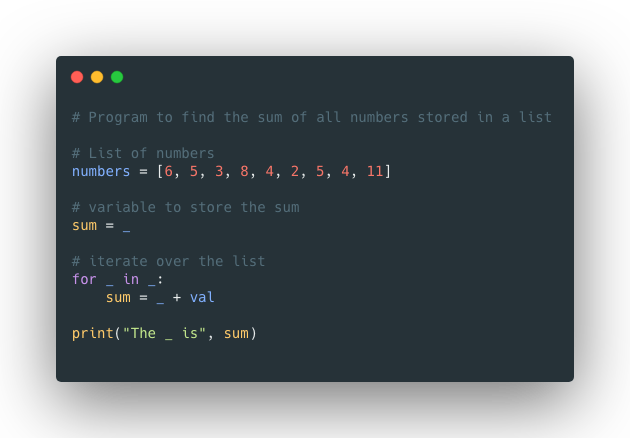 # Program to find the sum of all numbers stored in a list
# List of numbers
numbers = [6, 5, 3, 8, 4, 2, 5, 4, 11]
# variable to store the sum
sum = _
# iterate over the list
for _ in _:
    sum = _ + val
print("The _ is", sum)